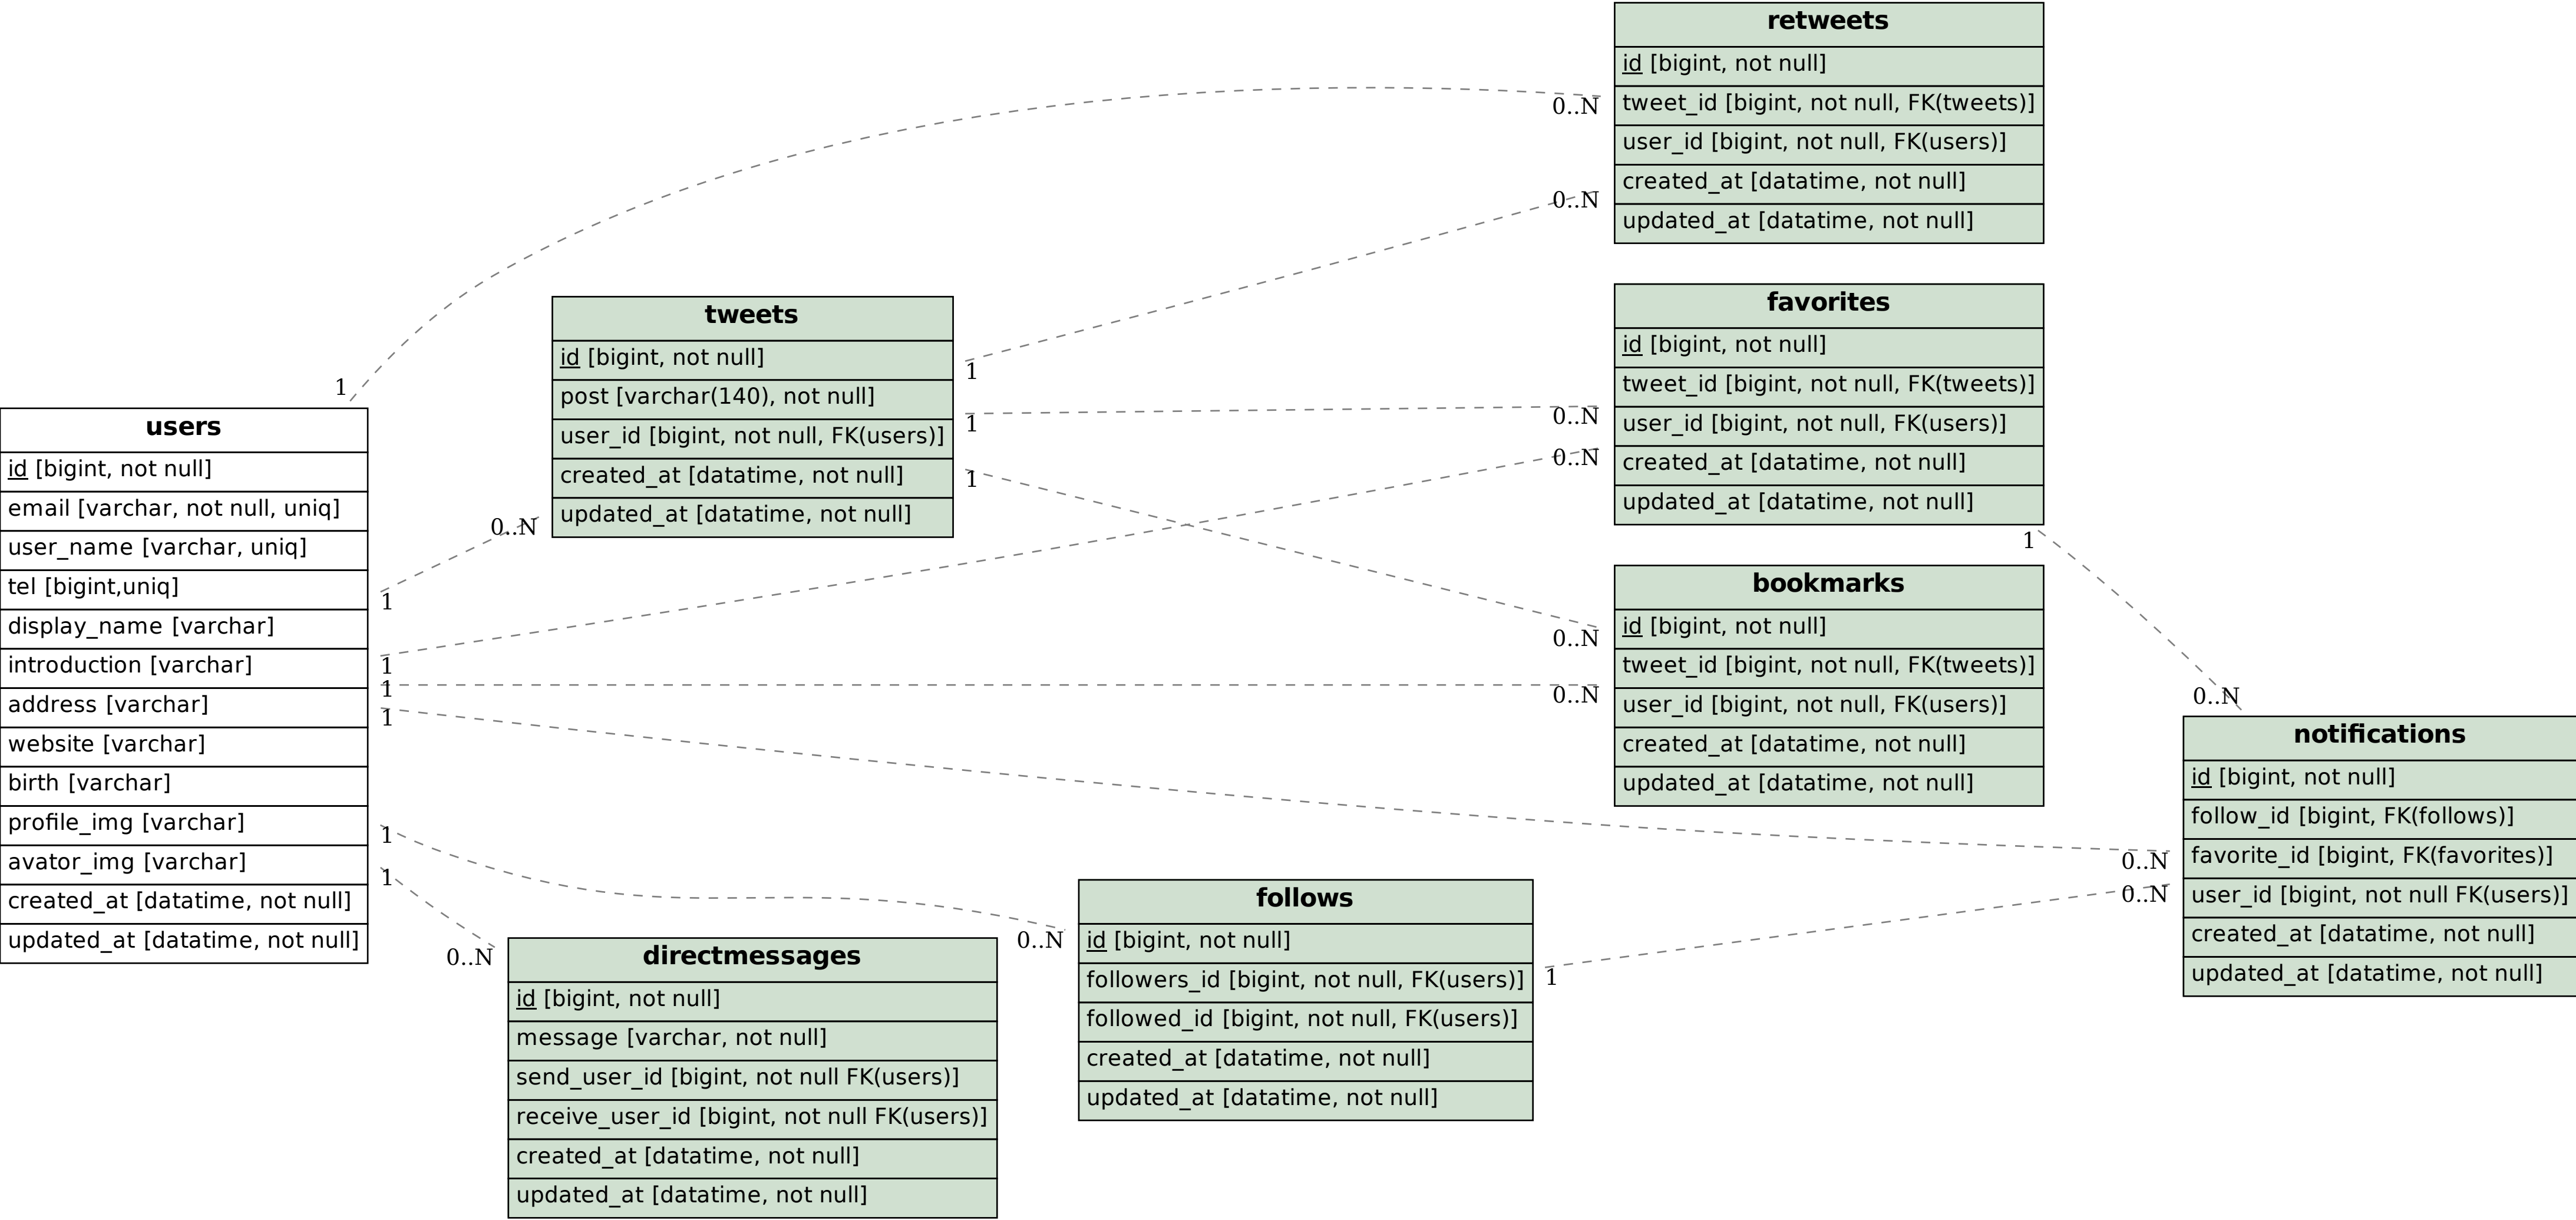 retweets
id [bigint, not null]
tweet_id [bigint, not null, FK(tweets)]
user_id [bigint, not null, FK(users)]
created_at [datatime, not null]
updated_at [datatime, not null]
0..N
0..N
favorites
id [bigint, not null]
tweet_id [bigint, not null, FK(tweets)]
user_id [bigint, not null, FK(users)]
created_at [datatime, not null]
updated_at [datatime, not null]
0..N
0..N
1
tweets
id [bigint, not null]
post [varchar(140), not null]
user_id [bigint, not null, FK(users)]
created_at [datatime, not null]
updated_at [datatime, not null]
1
1
1
0..N
1
users
id [bigint, not null]
email [varchar, not null, uniq]
user_name [varchar, uniq]
tel [bigint,uniq]
display_name [varchar]
introduction [varchar]
address [varchar]
website [varchar]
birth [varchar]
profile_img [varchar]
avator_img [varchar]
created_at [datatime, not null]
updated_at [datatime, not null]
1
1
1
1
1
1
bookmarks
id [bigint, not null]
tweet_id [bigint, not null, FK(tweets)]
user_id [bigint, not null, FK(users)]
created_at [datatime, not null]
updated_at [datatime, not null]
0..N
0..N
0..N
notifications
id [bigint, not null]
follow_id [bigint, FK(follows)]
favorite_id [bigint, FK(favorites)]
user_id [bigint, not null FK(users)]
created_at [datatime, not null]
updated_at [datatime, not null]
0..N
0..N
follows
id [bigint, not null]
followers_id [bigint, not null, FK(users)]
followed_id [bigint, not null, FK(users)]
created_at [datatime, not null]
updated_at [datatime, not null]
0..N
1
directmessages
id [bigint, not null]
message [varchar, not null]
send_user_id [bigint, not null FK(users)]
receive_user_id [bigint, not null FK(users)]
created_at [datatime, not null]
updated_at [datatime, not null]
0..N